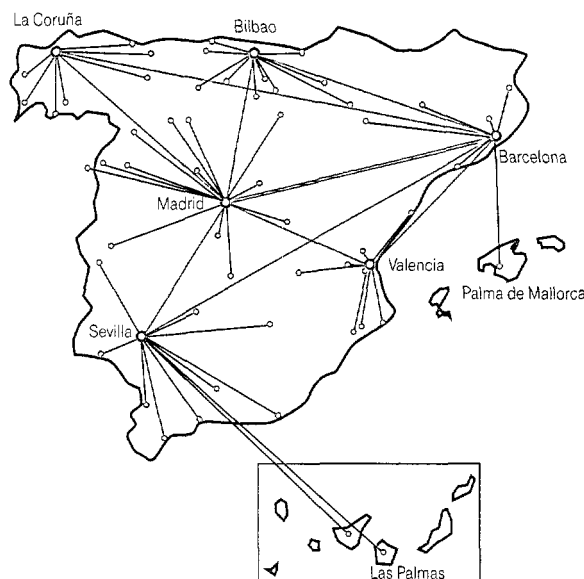 La Coruña
Bilbao
Barcelona
Madrid
Valencia
Palma de Mallorca
Sevilla
Las Palmas